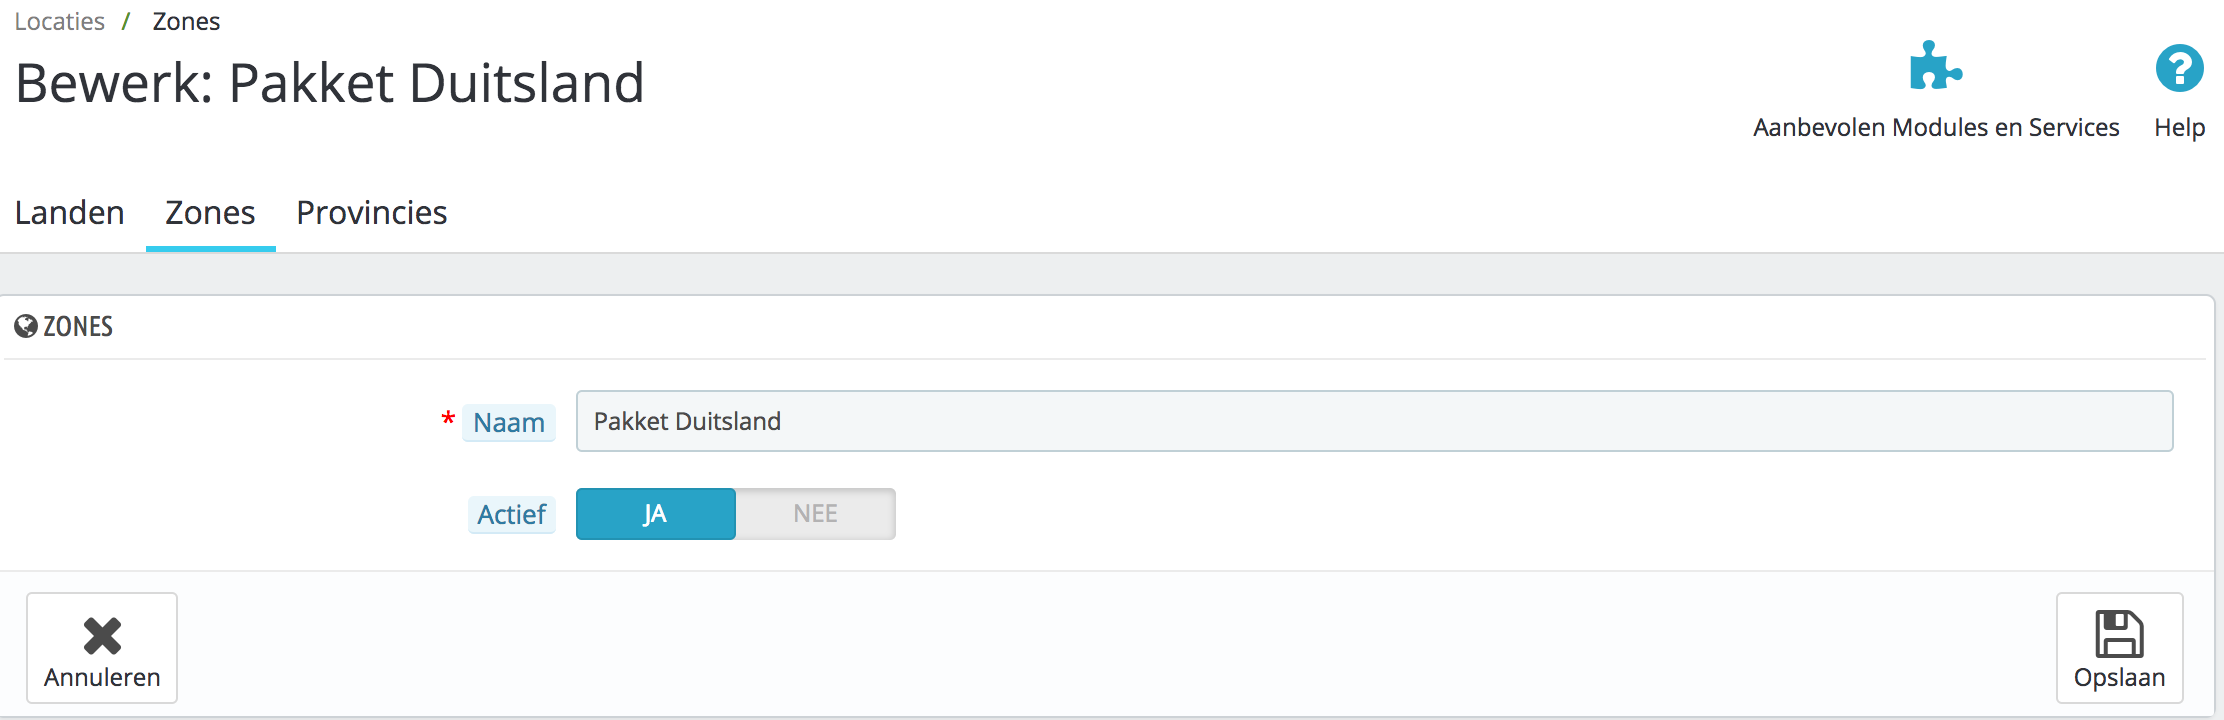 Locaties / Zones
Bewerk: Pakket Duitsland
Aanbevolen Modules en Services
Help
Landen Zones Provincies
ZONES
* Naam Pakket Duitsland
Actief JA NEE
Annuleren
Opslaan